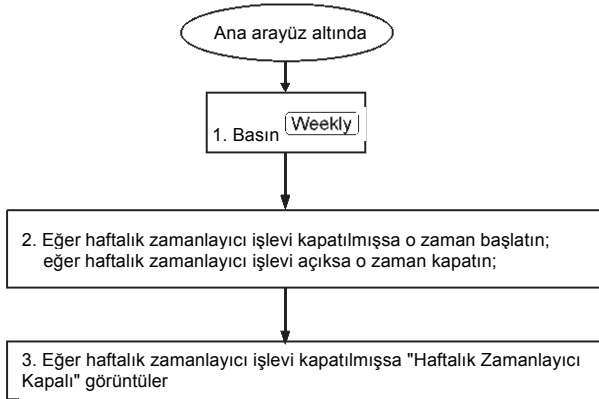 Ana arayüz altında
1. Basın Weekly
2. Eğer haftalık zamanlayıcı işlevi kapatılmışsa o zaman başlatın;
eğer haftalık zamanlayıcı işlevi açıksa o zaman kapatın;
3. Eğer haftalık zamanlayıcı işlevi kapatılmışsa "Haftalık Zamanlayıcı
Kapalı" görüntüler